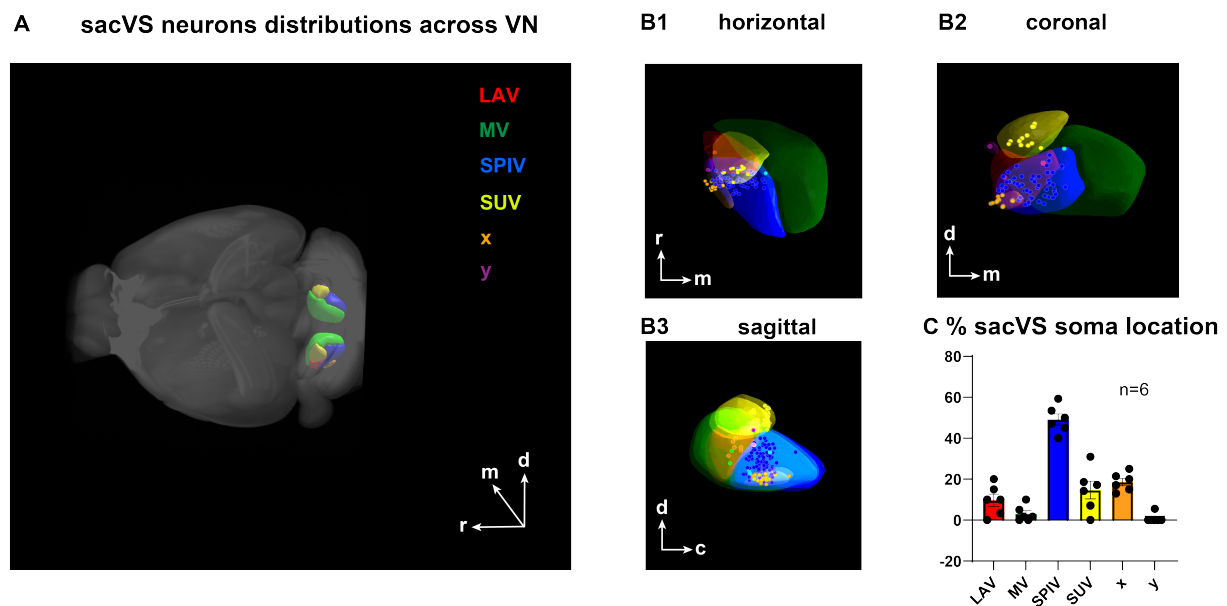 A sacVS neurons distributions across VN
LAV
MV
SPIV
SUV
x
y
m d
r
B1 horizontal
r
m
B2 coronal
d
m
B3 sagittal
d
c
C % sacVS soma location
n=6
80
60
40
20
0
-20
LAV MV SPIV SUV x y